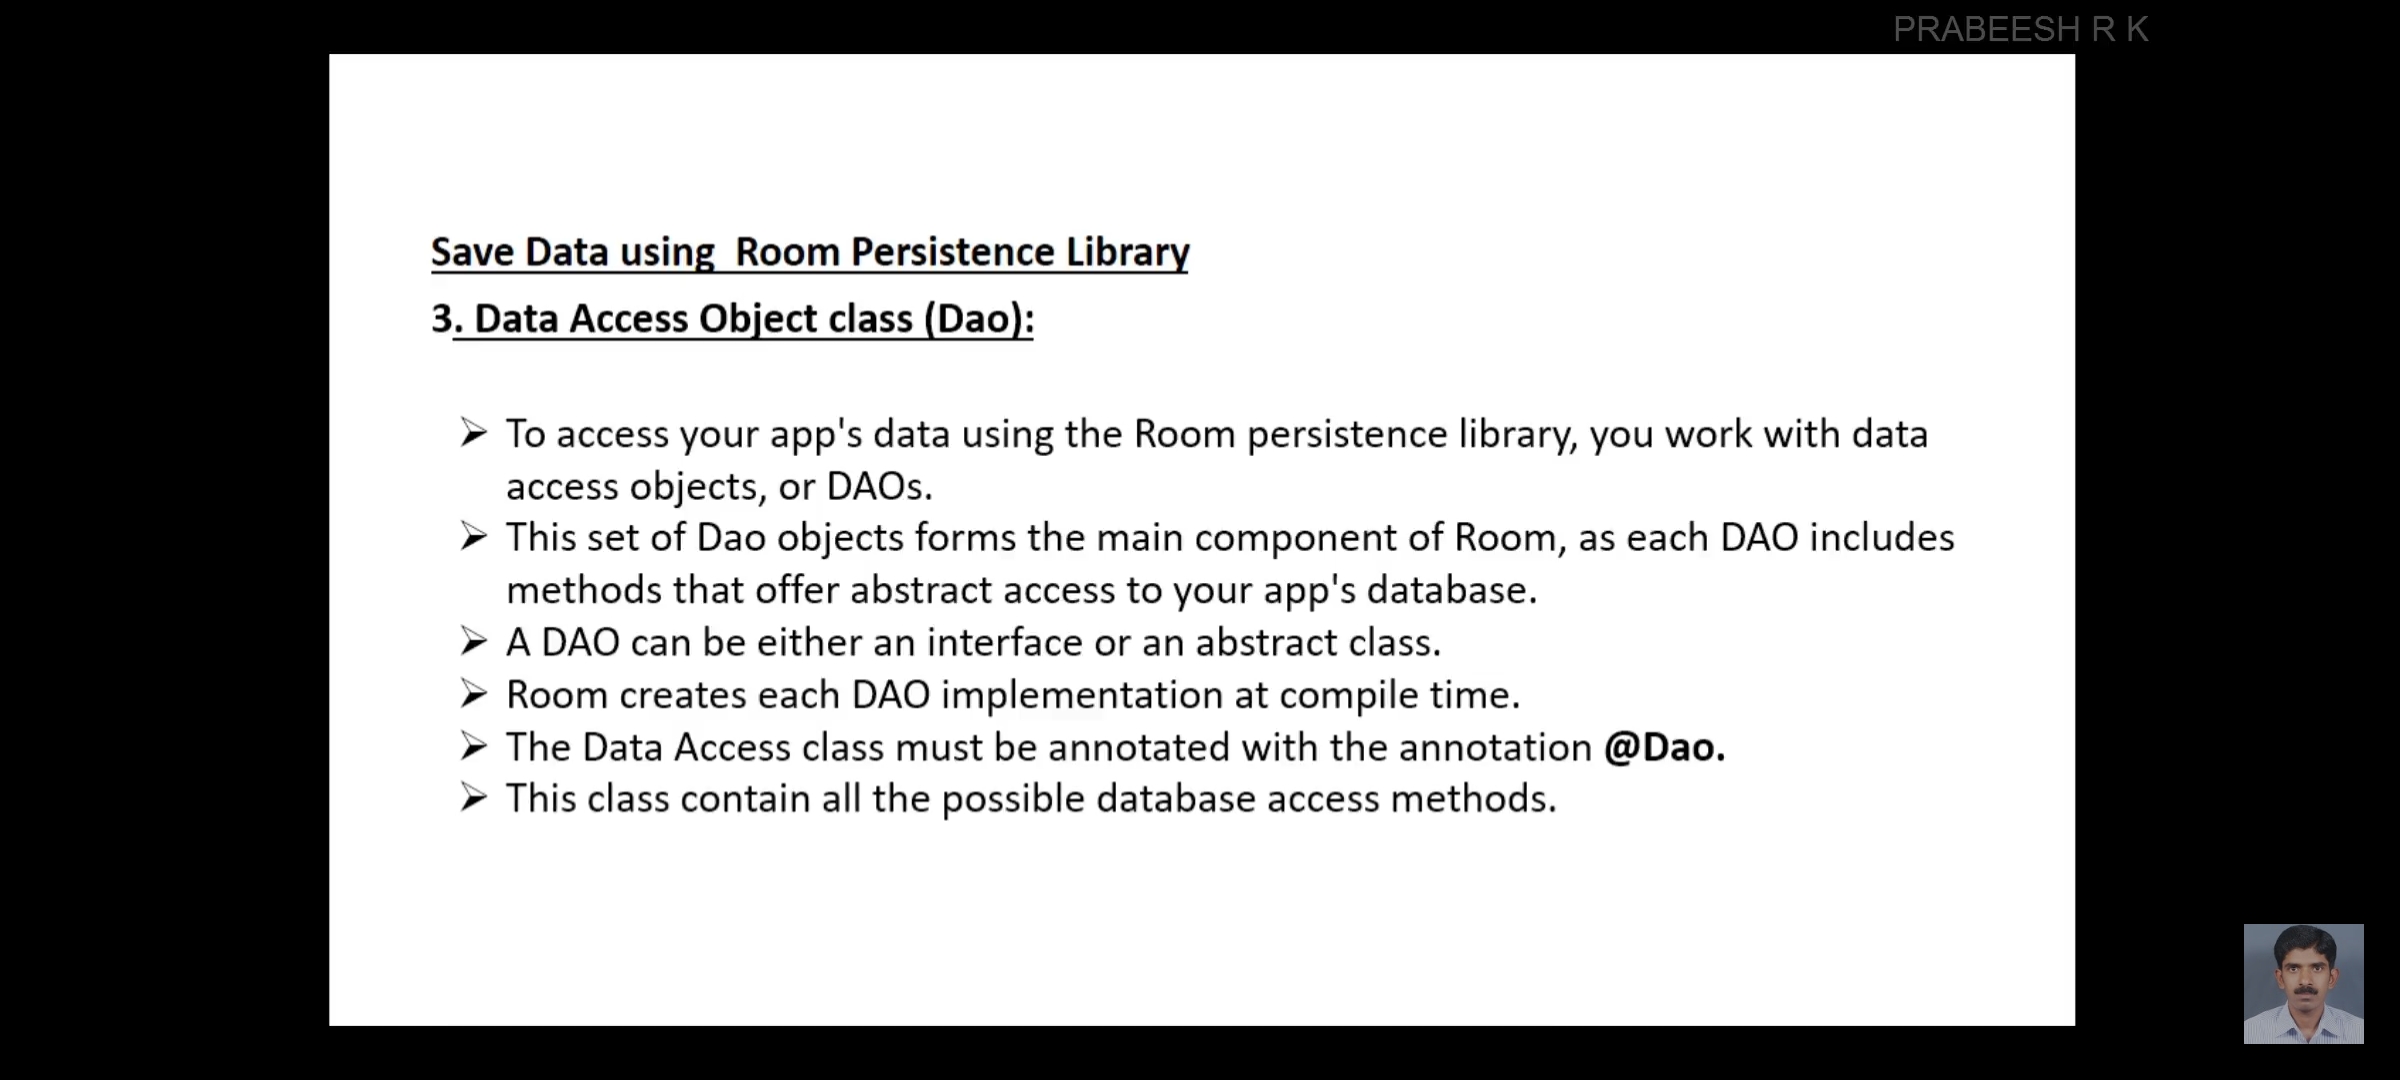 PRABEESH R K
Save Data using  Room Persistence Library
3. Data Access Object class (Dao):
➢ To access your app's data using the Room persistence library, you work with data
access objects, or DAOs.
➢ This set of Dao objects forms the main component of Room, as each DAO includes
methods that offer abstract access to your app's database.
➢ A DAO can be either an interface or an abstract class.
➢ Room creates each DAO implementation at compile time.
➢ The Data Access class must be annotated with the annotation @Dao.
➢ This class contain all the possible database access methods.